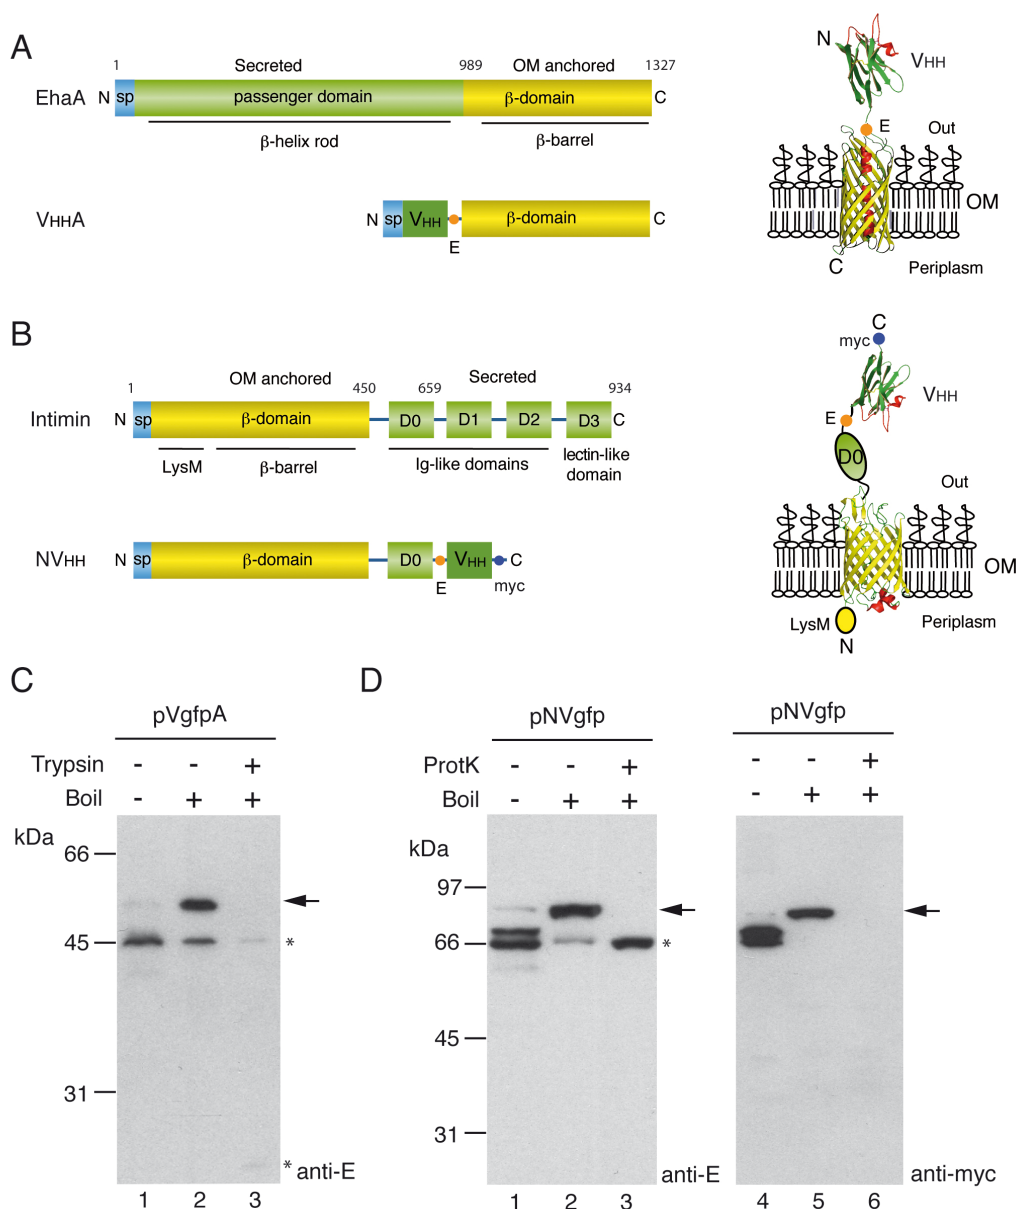 A
1 Secreted 989 OM anchored 1327
EhaA N sp passenger domain β-domain C
β-helix rod β-barrel
VHHA N sp VHH β-domain C
E
N VHH
E Out
OM
C Periplasm
B
1 OM anchored 450 659 Secreted 934
Intimin N sp β-domain D0 D1 D2 D3 C
LysM β-barrel Ig-like domains lectin-like
domain
NVHH N sp β-domain D0 VHH C
E myc
C
myc
VHH
E
D0
Out
OM
LysM Periplasm
N
C
pVgfpA
Trypsin - - +
Boil - + +
kDa
66
45 *
31
* anti-E
1 2 3
D
pNVgfp
ProtK - - +
Boil - + +
kDa
97
66 *
45
31
anti-E
1 2 3
pNVgfp
- - +
- + +
anti-myc
4 5 6